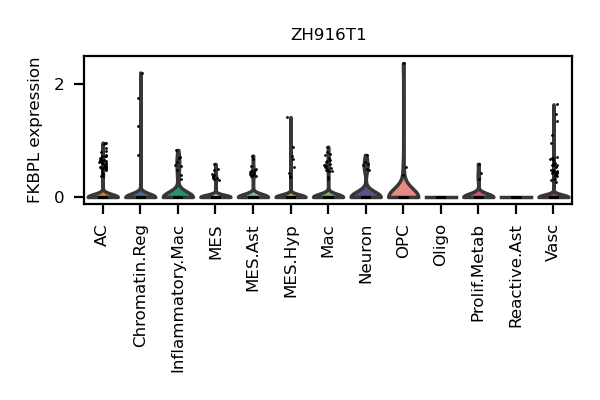 ZH916T1
FKBPL expression
2
0
AC
Chromatin.Reg
Inflammatory.Mac
MES
MES.Ast
MES.Hyp
Mac
Neuron
OPC
Oligo
Prolif.Metab
Reactive.Ast
Vasc